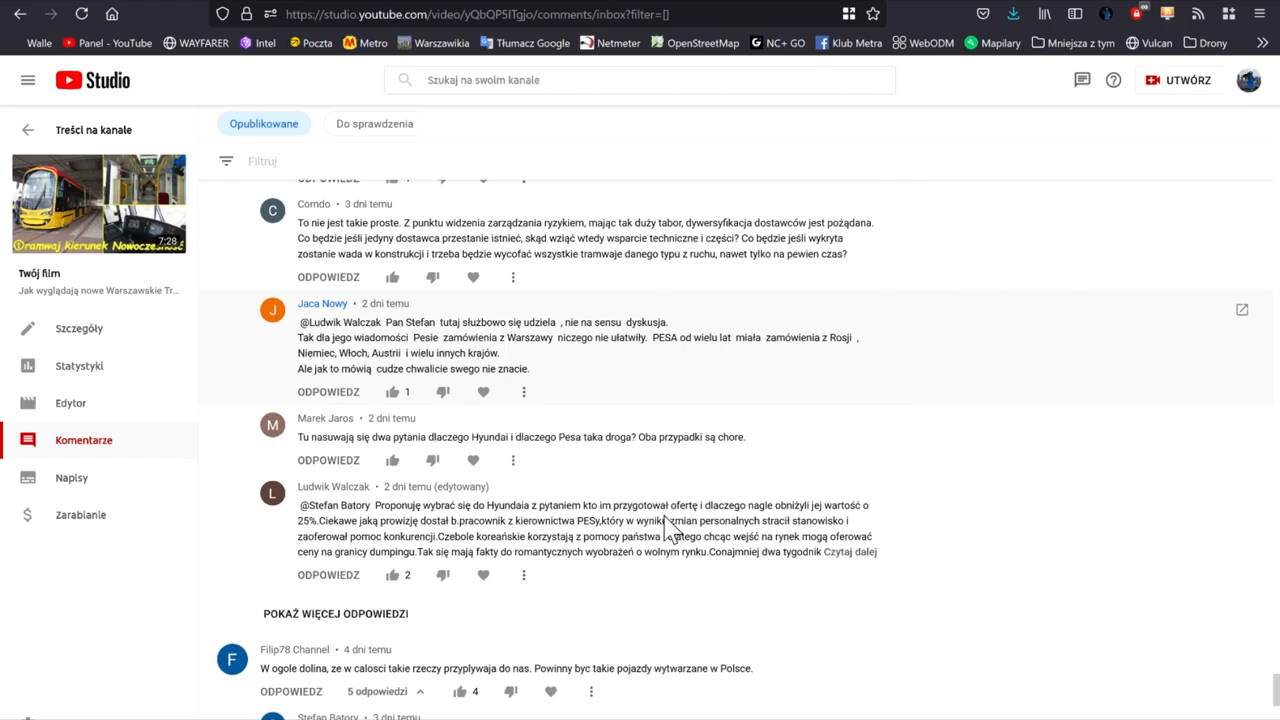 https://studio.youtube.com/video/yQbQP5ITgjo/comments/inbox?filter=[]
Walle Panel - YouTube WAYFARER Intel Poczta Metro Warszawikia Tłumacz Google Netmeter OpenStreetMap NC+ GO Klub Metra WebODM Mapilary Mniejsza z tym Vulcan Drony
Studio
Szukaj na swoim kanale
UTWÓRZ
Treści na kanale
7:28
Tramwaj kierunek Nowoczesność
Twój film
Jak wyglądają nowe Warszawskie Tr...
Szczegóły
Statystyki
Edytor
Komentarze
Napisy
Zarabianie
Opublikowane Do sprawdzenia
Filtruj
ODPOWIEDZ
Comdo • 3 dni temu
To nie jest takie proste. Z punktu widzenia zarządzania ryzykiem, mając tak duży tabor, dywersyfikacja dostawców jest pożądana.
Co będzie jeśli jedyny dostawca przestanie istnieć, skąd wziąć wtedy wsparcie techniczne i części? Co będzie jeśli wykryta
zostanie wada w konstrukcji i trzeba będzie wycofać wszystkie tramwaje danego typu z ruchu, nawet tylko na pewien czas?
ODPOWIEDZ
Jaca Nowy • 2 dni temu
@Ludwik Walczak Pan Stefan tutaj służbowo się udziela , nie na sensu dyskusja.
Tak dla jego wiadomości Pesie zamówienia z Warszawy niczego nie ułatwiły. PESA od wielu lat miała zamówienia z Rosji ,
Niemiec, Włoch, Austrii i wielu innych krajów.
Ale jak to mówią cudze chwalicie swego nie znacie.
ODPOWIEDZ 1
Marek Jaros • 2 dni temu
Tu nasuwają się dwa pytania dlaczego Hyundai i dlaczego Pesa taka droga? Oba przypadki są chore.
ODPOWIEDZ
Ludwik Walczak • 2 dni temu (edytowany)
@Stefan Batory Proponuję wybrać się do Hyundaia z pytaniem kto im przygotował ofertę i dlaczego nagle obniżyli jej wartość o
25%.Ciekawe jaką prowizję dostał b.pracownik z kierownictwa PESy,który w wyniku zmian personalnych stracił stanowisko i
zaoferował pomoc konkurencji.Czebole koreańskie korzystają z pomocy państwa dlatego chcąc wejść na rynek mogą oferować
ceny na granicy dumpingu.Tak się mają fakty do romantycznych wyobrażeń o wolnym rynku.Conajmniej dwa tygodnik Czytaj dalej
ODPOWIEDZ 2
POKAŻ WIĘCEJ ODPOWIEDZI
Filip78 Channel • 4 dni temu
W ogole dolina, ze w calosci takie rzeczy przyplywaja do nas. Powinny byc takie pojazdy wytwarzane w Polsce.
ODPOWIEDZ 5 odpowiedzi 4
Stefan Batory • 3 dni temu